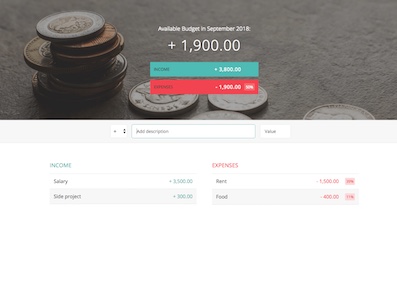 Available Budget in September 2018:
+ 1,900.00
INCOME + 3,800.00
EXPENSES - 1,900.00 50%
+ Add description Value
INCOME
Salary + 3,500.00
Side project + 300.00
EXPENSES
Rent - 1,500.00
Food - 400.00 11%